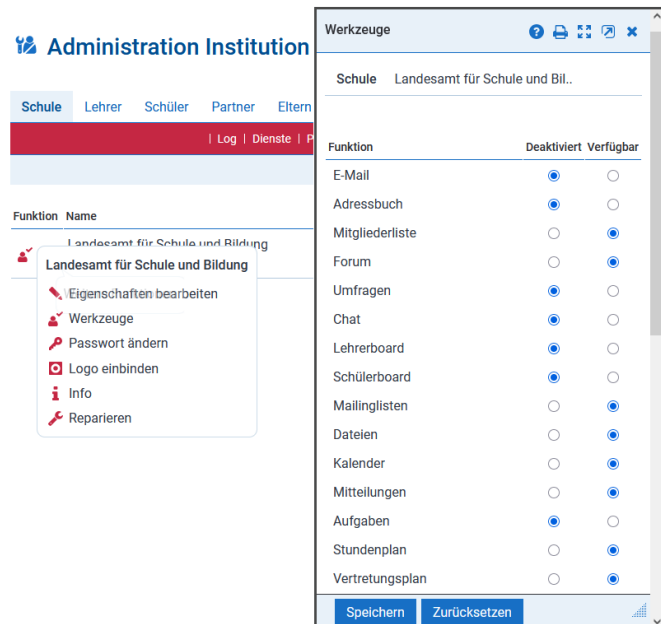 Administration Institution
Schule Lehrer Schüler Partner Eltern
| Log | Dienste | P
Funktion Name
Landesamt für Schule und Bildung
Landesamt für Schule und Bildung
Eigenschaften bearbeiten
Werkzeuge
Passwort ändern
Logo einbinden
Info
Reparieren
Werkzeuge
Schule Landesamt für Schule und Bil..
Funktion Deaktiviert Verfügbar
E-Mail
Adressbuch
Mitgliederliste
Forum
Umfragen
Chat
Lehrerboard
Schülerboard
Mailinglisten
Dateien
Kalender
Mitteilungen
Aufgaben
Stundenplan
Vertretungsplan
Speichern Zurücksetzen